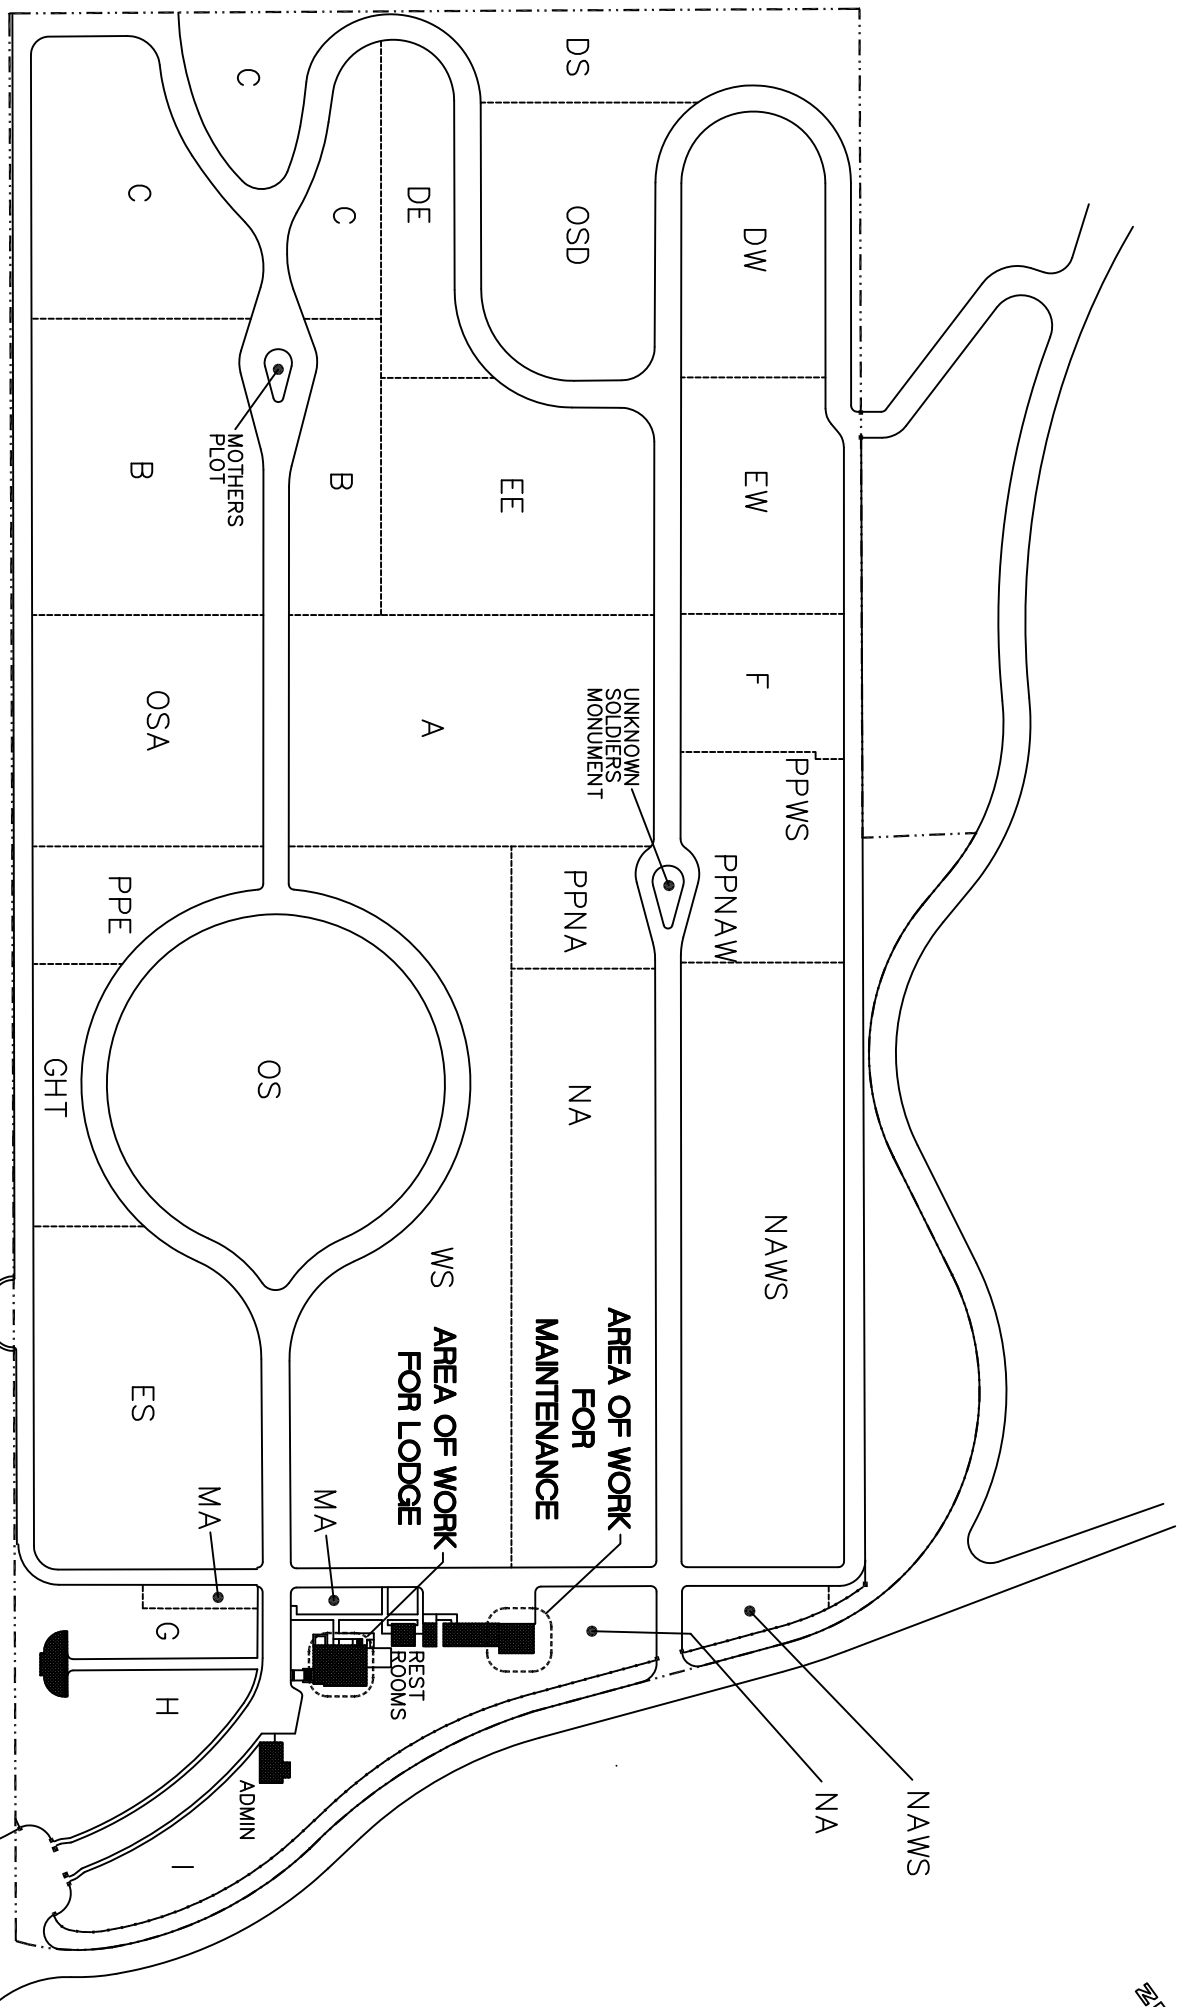 DS
C
C
C
DE
OSD
DW
MOTHERS
PLOT
B
B
EE
EW
OSA
A
UNKNOWN
SOLDIERS
MONUMENT
F
PPWS
PPE
PPNA
PPNAW
GHT
OS
NA
NAWS
WS
ES
AREA OF WORK
FOR
MAINTENANCE
AREA OF WORK
FOR LODGE
MA
MA
G
H
REST
ROOMS
ADMIN
I
NA
NAWS